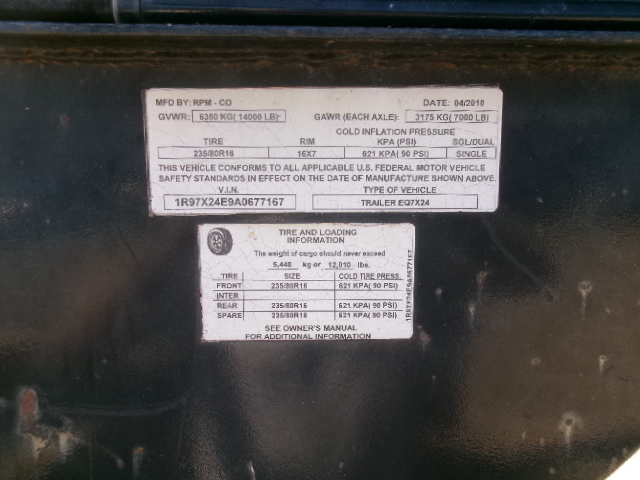 MFD BY: RPM - CO DATE: 04/2010
GVWR: 6350 KG( 14000 LB) GAWR (EACH AXLE): 3175 KG( 7000 LB)
COLD INFLATION PRESSURE
TIRE RIM KPA (PSI) SGL/DUAL
235/80R16 16X7 621 KPA( 90 PSI) SINGLE
THIS VEHICLE CONFORMS TO ALL APPLICABLE U.S. FEDERAL MOTOR VEHICLE
SAFETY STANDARDS IN EFFECT ON THE DATE OF MANUFACTURE SHOWN ABOVE.
V.I.N. TYPE OF VEHICLE
1R97X24E9A0677167 TRAILER EQ7X24
TIRE AND LOADING
INFORMATION
The weight of cargo should never exceed
5,448 kg or 12,010 lbs.
TIRE SIZE COLD TIRE PRESS.
FRONT 235/80R16 621 KPA( 90 PSI)
INTER
REAR 235/80R16 621 KPA( 90 PSI)
SPARE 235/80R16 621 KPA( 90 PSI)
SEE OWNER'S MANUAL
FOR ADDITIONAL INFORMATION
1R97X24E9A0677167